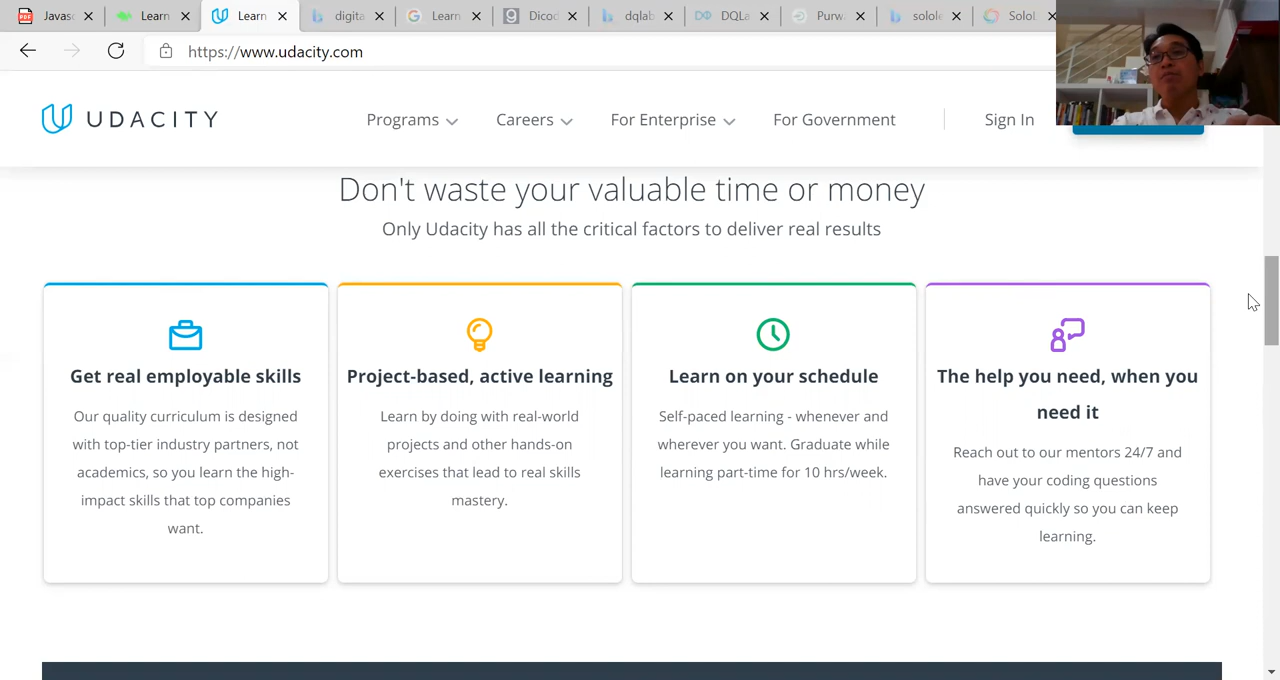 Javasc Learn Learn digita Learn Dicod dqlab DQLa Purw solole SoloL
https://www.udacity.com
UDACITY Programs Careers For Enterprise For Government Sign In
Don't waste your valuable time or money
Only Udacity has all the critical factors to deliver real results
Get real employable skills
Our quality curriculum is designed
with top-tier industry partners, not
academics, so you learn the high-
impact skills that top companies
want.
Project-based, active learning
Learn by doing with real-world
projects and other hands-on
exercises that lead to real skills
mastery.
Learn on your schedule
Self-paced learning - whenever and
wherever you want. Graduate while
learning part-time for 10 hrs/week.
The help you need, when you
need it
Reach out to our mentors 24/7 and
have your coding questions
answered quickly so you can keep
learning.